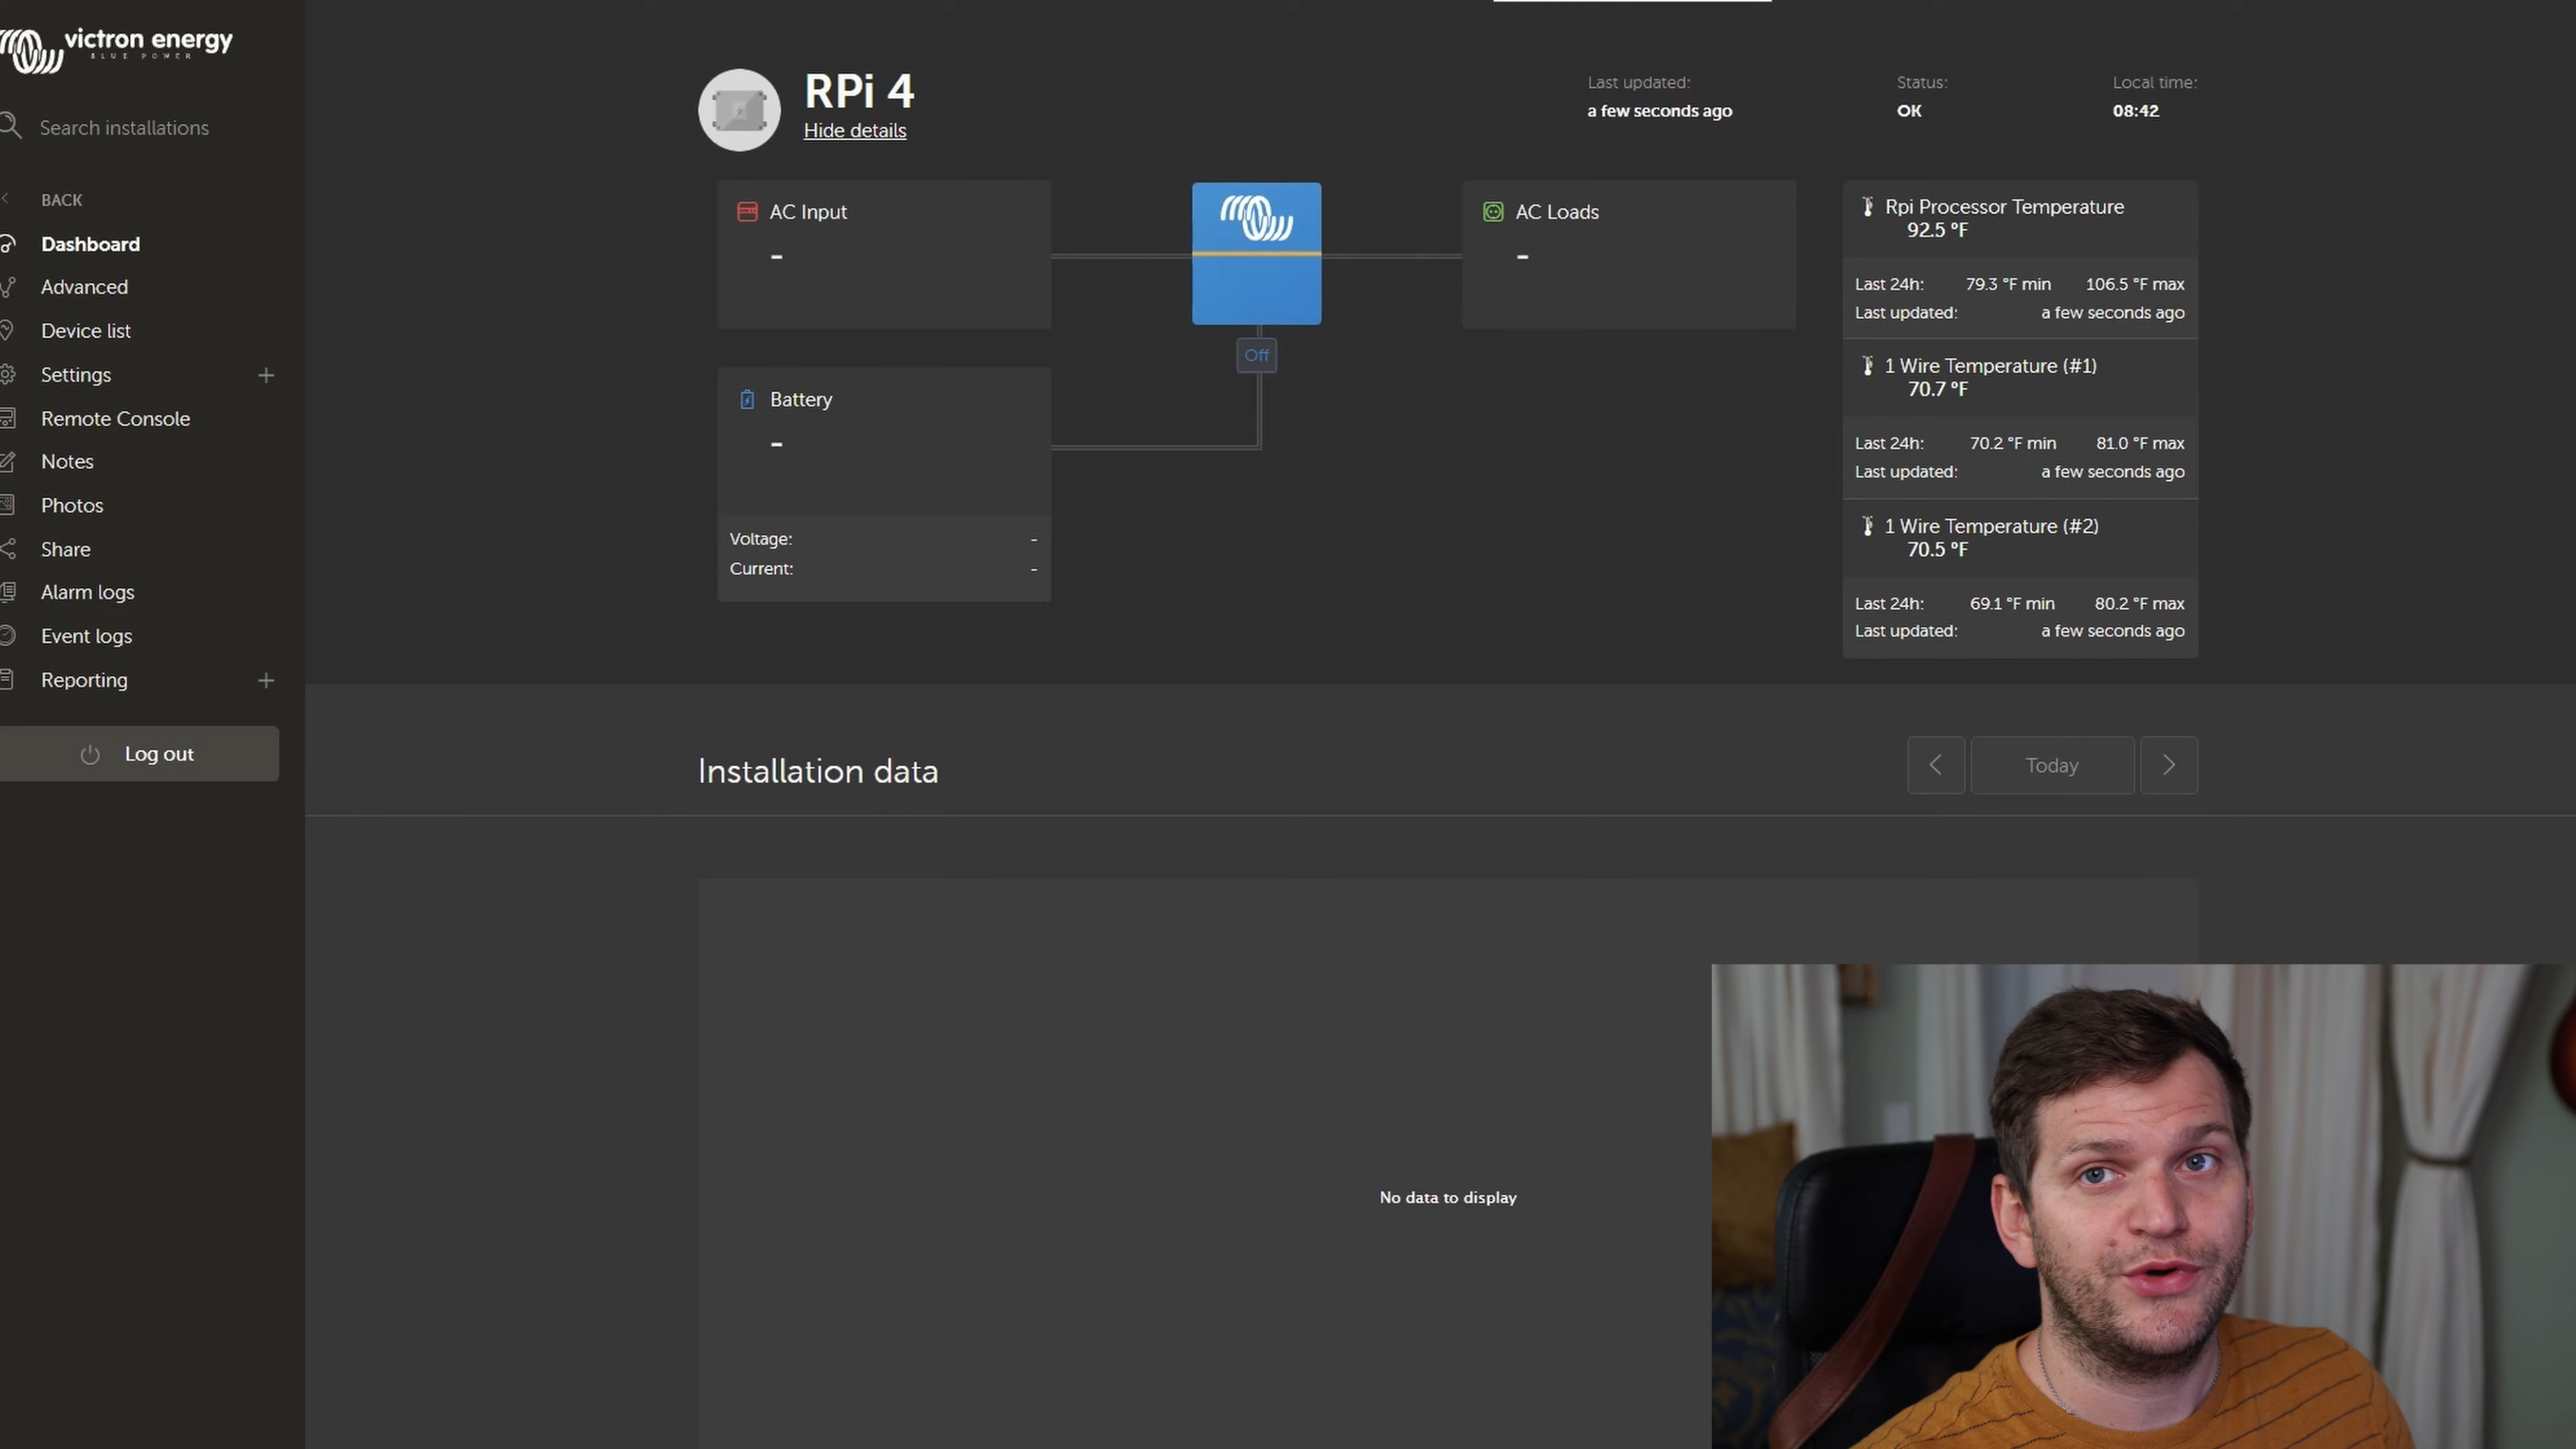 victron energy
BLUE POWER
Search installations
BACK
Dashboard
Advanced
Device list
Settings
Remote Console
Notes
Photos
Share
Alarm logs
Event logs
Reporting
Log out
RPi 4
Hide details
Last updated:
a few seconds ago
Status:
OK
Local time:
08:42
AC Input
-
AC Loads
-
Off
Battery
-
Voltage: -
Current: -
Rpi Processor Temperature
92.5 °F
Last 24h: 79.3 °F min 106.5 °F max
Last updated: a few seconds ago
1 Wire Temperature (#1)
70.7 °F
Last 24h: 70.2 °F min 81.0 °F max
Last updated: a few seconds ago
1 Wire Temperature (#2)
70.5 °F
Last 24h: 69.1 °F min 80.2 °F max
Last updated: a few seconds ago
Installation data
Today
No data to display